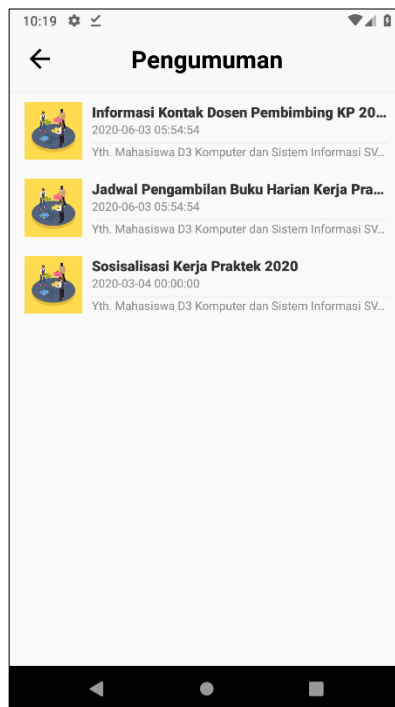 10:19
Pengumuman
Informasi Kontak Dosen Pembimbing KP 20...
2020-06-03 05:54:54
Yth. Mahasiswa D3 Komputer dan Sistem Informasi SV...
Jadwal Pengambilan Buku Harian Kerja Pra...
2020-06-03 05:54:54
Yth. Mahasiswa D3 Komputer dan Sistem Informasi SV...
Sosisalisasi Kerja Praktek 2020
2020-03-04 00:00:00
Yth. Mahasiswa D3 Komputer dan Sistem Informasi SV...